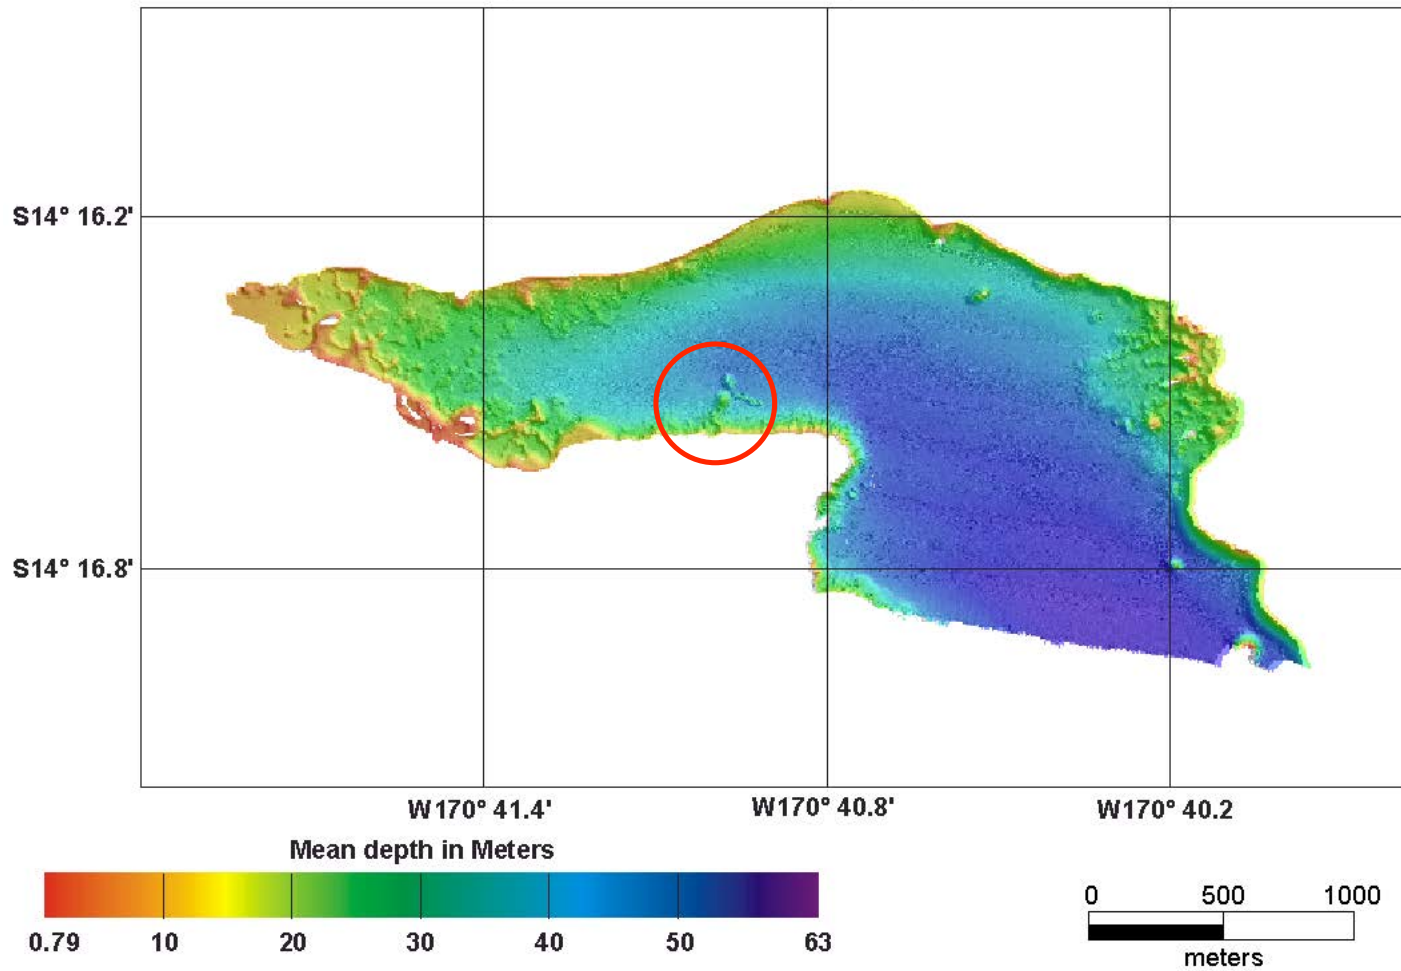 S14° 16.2'
S14° 16.8'
W170° 41.4'
W170° 40.8'
W170° 40.2
Mean depth in Meters
0.79 10 20 30 40 50 63
0 500 1000
meters